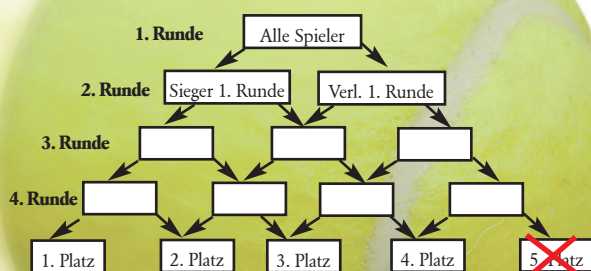 1. Runde
Alle Spieler
2. Runde
Sieger 1. Runde
Verl. 1. Runde
3. Runde
4. Runde
1. Platz
2. Platz
3. Platz
4. Platz
5. Platz